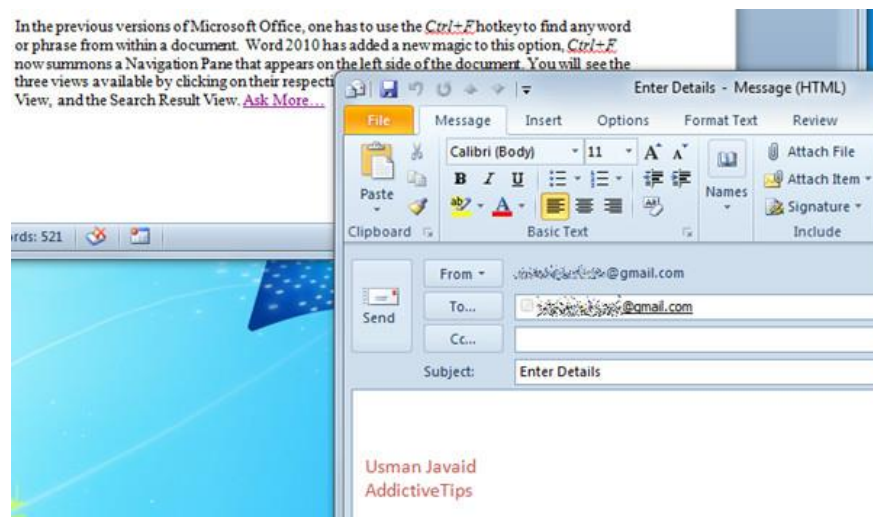 In the previous versions of Microsoft Office, one has to use the Ctrl+F hotkey to find any word
or phrase from within a document. Word 2010 has added a new magic to this option, Ctrl+F
now summons a Navigation Pane that appears on the left side of the document. You will see the
three views available by clicking on their respecti
View, and the Search Result View. Ask More…
Enter Details - Message (HTML)
File Message Insert Options Format Text Review
Calibri (Body) 11 A A
Attach File
B I U
Attach Item
Paste
Names
ab A
Signature
Clipboard Basic Text Include
rds: 521
From @gmail.com
Send
To... @gmail.com
Cc...
Subject: Enter Details
Usman Javaid
AddictiveTips